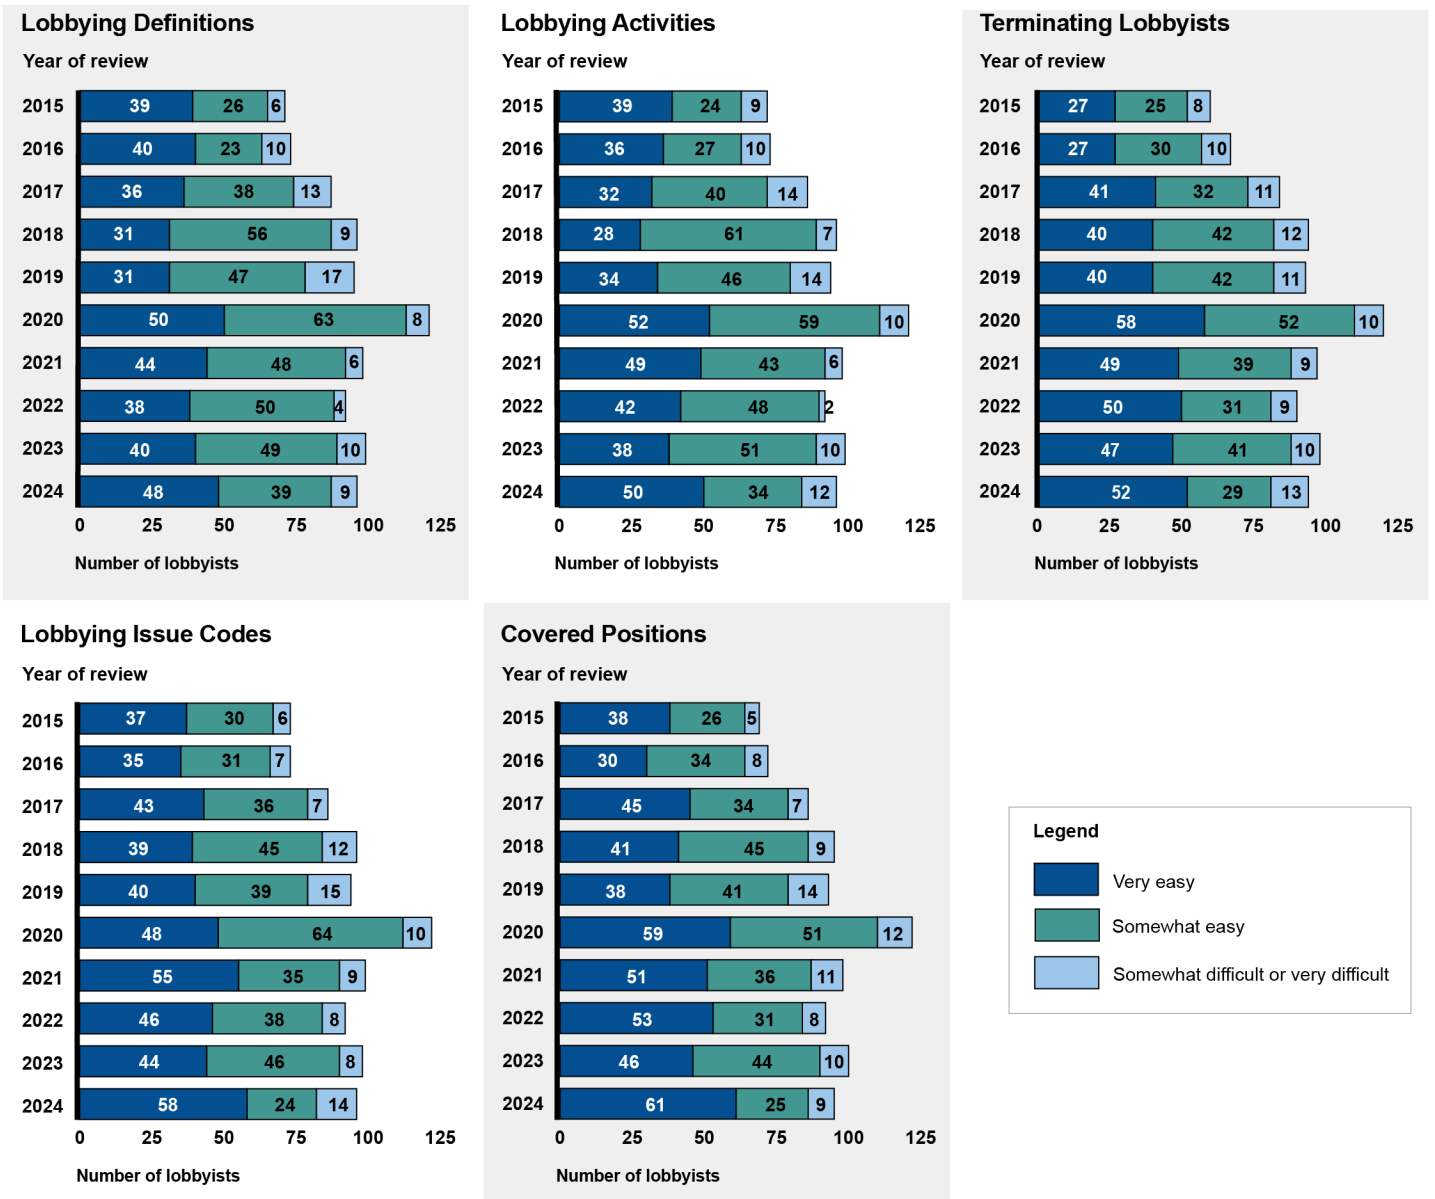 Lobbying Definitions
Year of review
2015 39 26 6
2016 40 23 10
2017 36 38 13
2018 31 56 9
2019 31 47 17
2020 50 63 8
2021 44 48 6
2022 38 50 4
2023 40 49 10
2024 48 39 9
0 25 50 75 100 125
Number of lobbyists
Lobbying Activities
Year of review
2015 39 24 9
2016 36 27 10
2017 32 40 14
2018 28 61 7
2019 34 46 14
2020 52 59 10
2021 49 43 6
2022 42 48 2
2023 38 51 10
2024 50 34 12
0 25 50 75 100 125
Number of lobbyists
Terminating Lobbyists
Year of review
2015 27 25 8
2016 27 30 10
2017 41 32 11
2018 40 42 12
2019 40 42 11
2020 58 52 10
2021 49 39 9
2022 50 31 9
2023 47 41 10
2024 52 29 13
0 25 50 75 100 125
Number of lobbyists
Lobbying Issue Codes
Year of review
2015 37 30 6
2016 35 31 7
2017 43 36 7
2018 39 45 12
2019 40 39 15
2020 48 64 10
2021 55 35 9
2022 46 38 8
2023 44 46 8
2024 58 24 14
0 25 50 75 100 125
Number of lobbyists
Covered Positions
Year of review
2015 38 26 5
2016 30 34 8
2017 45 34 7
2018 41 45 9
2019 38 41 14
2020 59 51 12
2021 51 36 11
2022 53 31 8
2023 46 44 10
2024 61 25 9
0 25 50 75 100 125
Number of lobbyists
Legend
Very easy
Somewhat easy
Somewhat difficult or very difficult